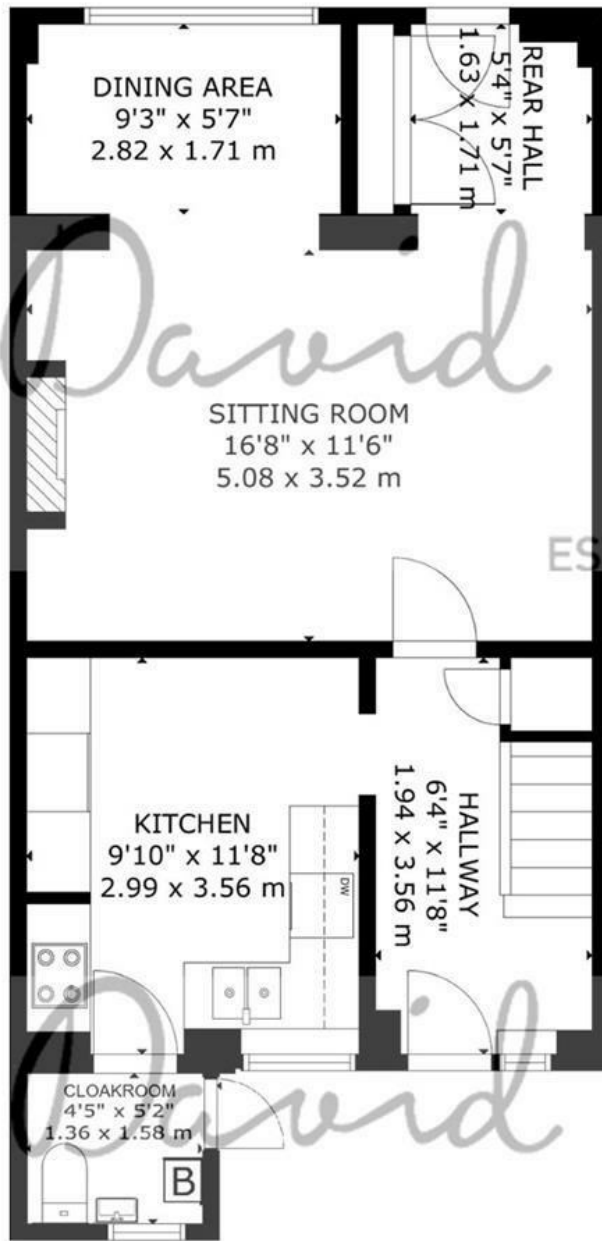 DINING AREA
9'3" x 5'7"
2.82 x 1.71 m
REAR HALL
5'4" x 5'7"
1.63 x 1.71 m
David
SITTING ROOM
16'8" x 11'6"
5.08 x 3.52 m
ES
KITCHEN
9'10" x 11'8"
2.99 x 3.56 m
DW
HALLWAY
6'4" x 11'8"
1.94 x 3.56 m
David
CLOAKROOM
4'5" x 5'2"
1.36 x 1.58 m
B